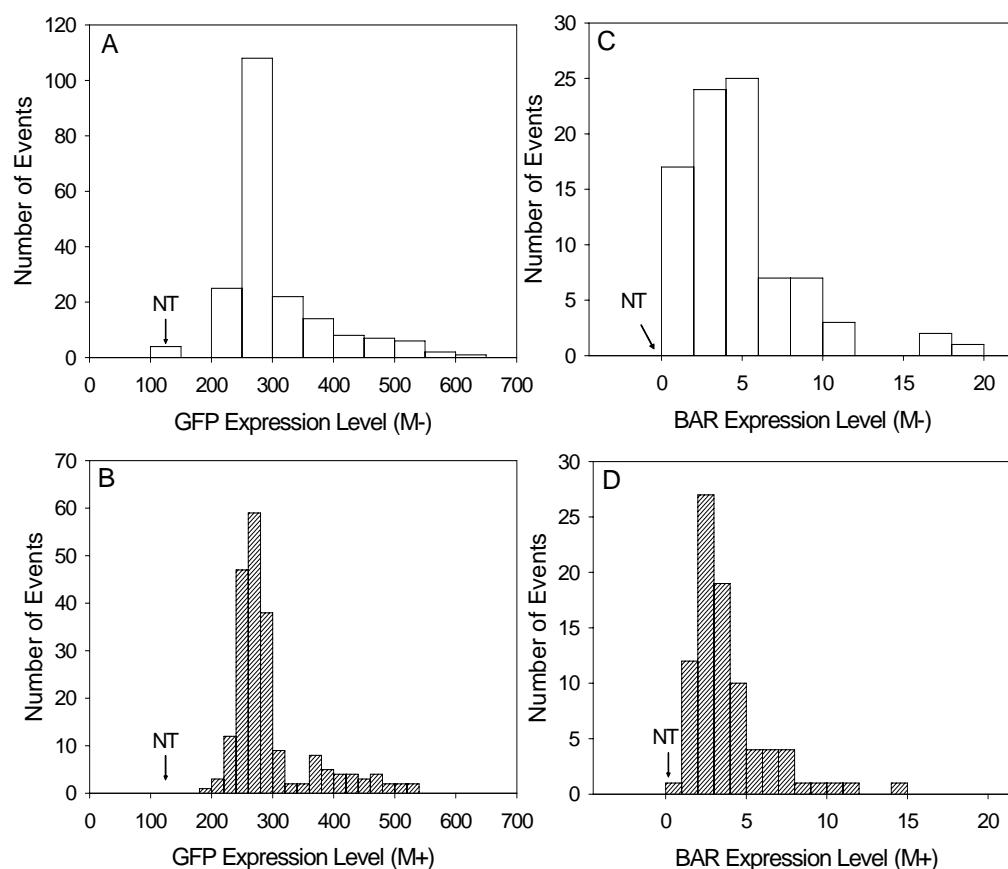 A
Number of Events
120
100
80
60
40
20
0
NT
0 100 200 300 400 500 600 700
GFP Expression Level (M-)
C
Number of Events
30
25
20
15
10
5
0
NT
0 5 10 15 20
BAR Expression Level (M-)
B
Number of Events
70
60
50
40
30
20
10
0
NT
0 100 200 300 400 500 600 700
GFP Expression Level (M+)
D
Number of Events
30
25
20
15
10
5
0
NT
0 5 10 15 20
BAR Expression Level (M+)